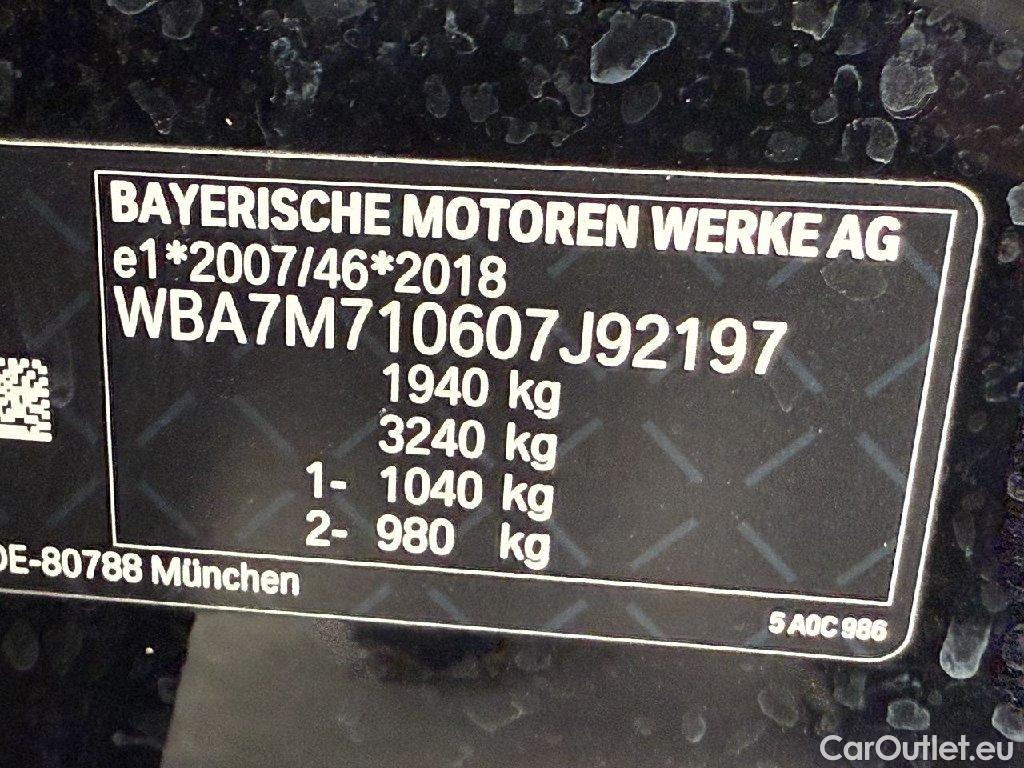 BAYERISCHE MOTOREN WERKE AG
e1*2007/46*2018
WBA7M710607J92197
1940 kg
3240 kg
1- 1040 kg
2- 980 kg
DE-80788 München
5 A0C 986
CarOutlet.eu